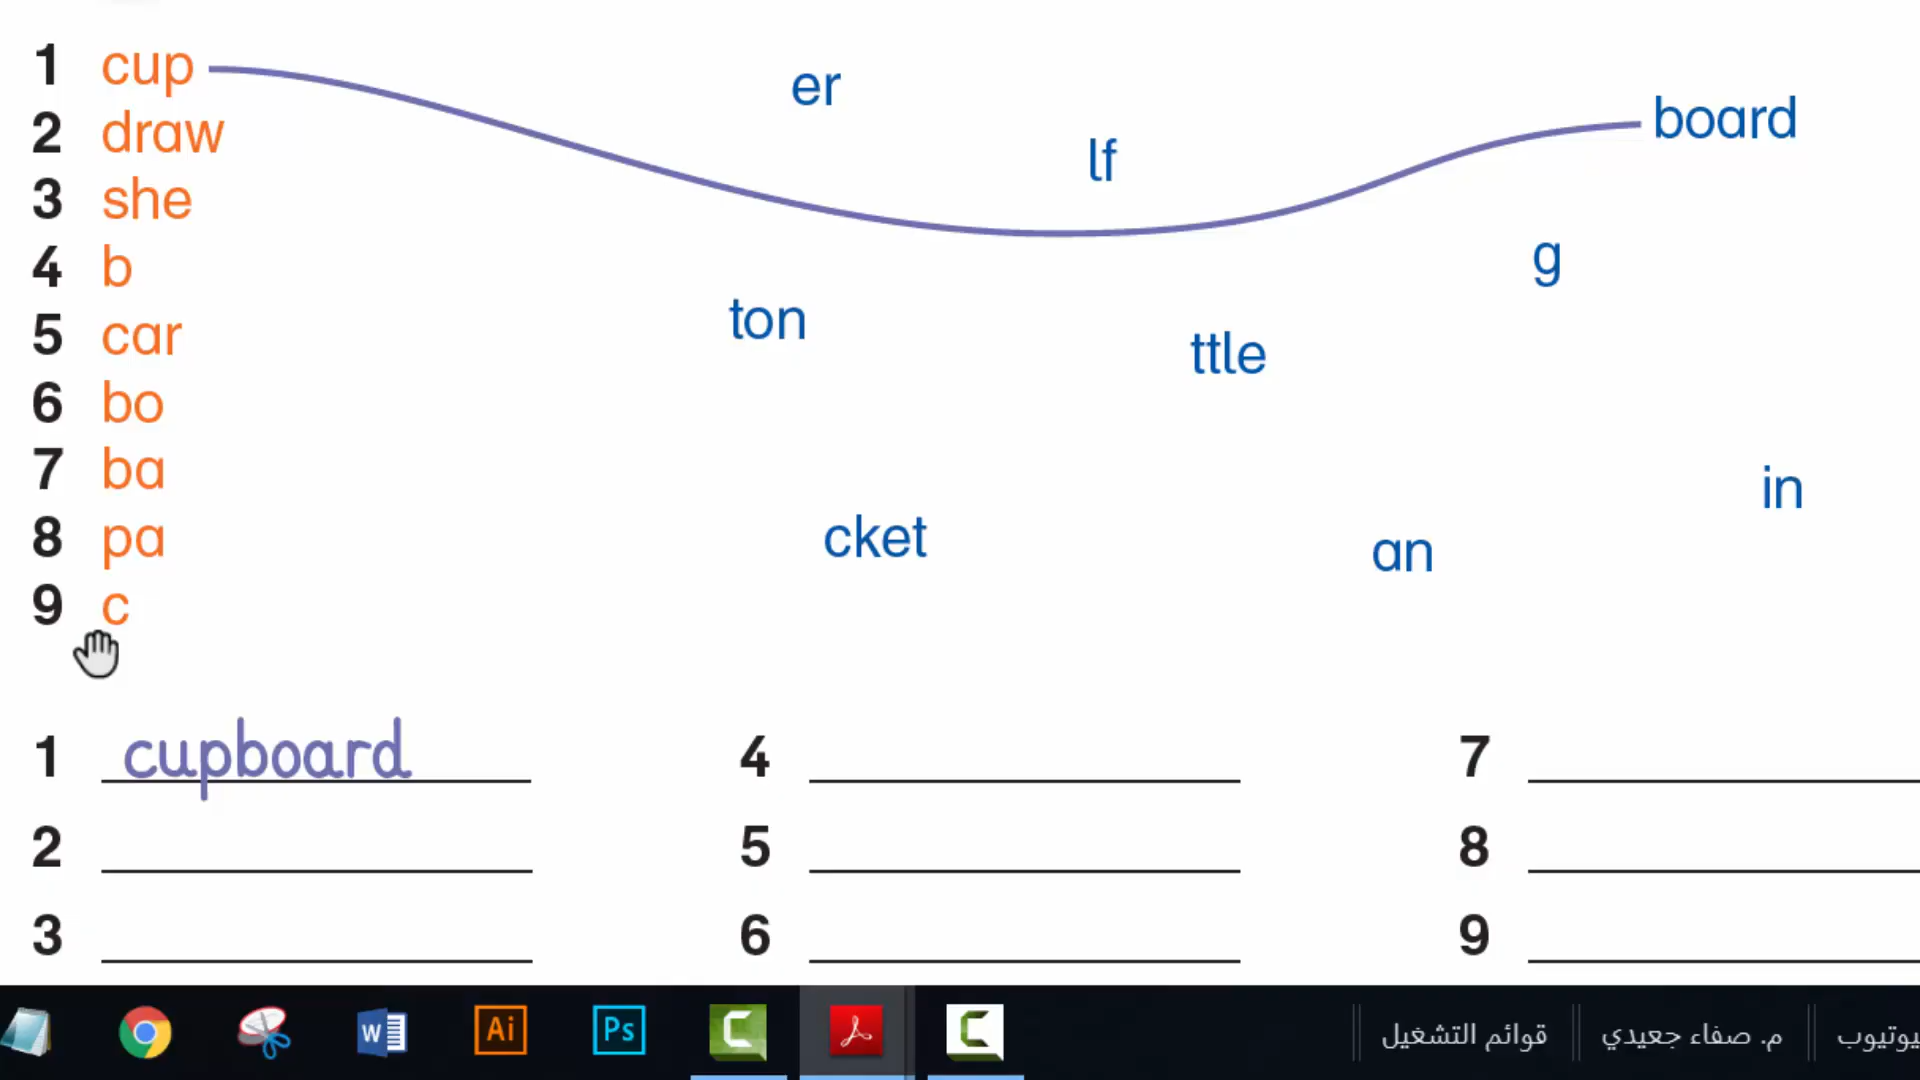 1 cup
2 draw
3 she
4 b
5 car
6 bo
7 ba
8 pa
9 c
er
lf
board
g
ton
ttle
in
cket
an
1 cupboard
2
3
4
5
6
7
8
9
W
Ai
Ps
C
C
قوائم التشغيل
م. صفاء جعيدي